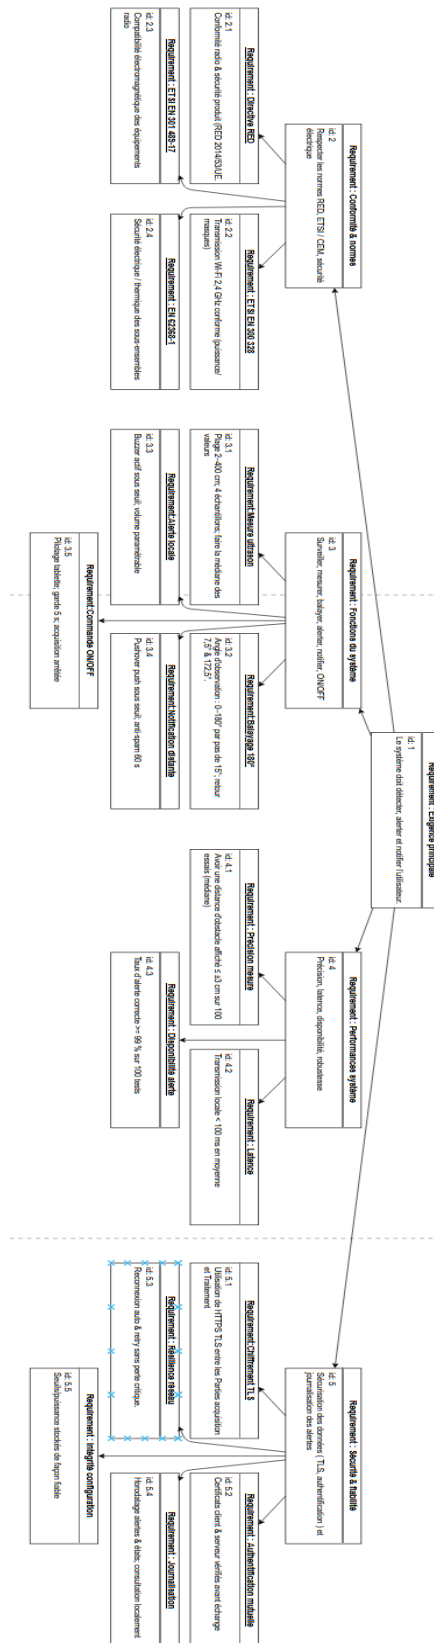 Requirement : Exigence principale
id: 1
Le système doit détecter, alerter et notifier l'utilisateur.
Requirement : Conformité & normes
id: 2
Respecter les normes RED, ETSI / CEM, sécurité
électrique
Requirement : Fonctions du système
id: 3
Surveiller, mesurer, balayer, alerter, notifier, ON/OFF
Requirement : Performances système
id: 4
Précision, latence, disponibilité, robustesse
Requirement : Sécurité & fiabilité
id: 5
Sécurisation des données ( TLS, authentification ) et
journalisation des alertes
Requirement : Directive RED
id: 2.1
Conformité radio & sécurité produit (RED 2014/53/UE
Requirement : ETSI EN 300 328
id: 2.2
Transmission Wi-Fi 2,4 GHz conforme (puissance/
masques)
Requirement:Mesure ultrason
id: 3.1
Plage 2–400 cm; 4 échantillons; faire la médiane des
valeurs
Requirement:Balayage 180°
id: 3.2
Angle d'observation : 0–180° par pas de 15°; retour
7,5° & 172,5°.
Requirement : Précision mesure
id: 4.1
Avoir une distance d'obstacle affiché ≤ ±3 cm sur 100
essais (médiane)
Requirement : Latence
id: 4.2
Transmission locale < 100 ms en moyenne
Requirement:Chiffrement TLS
id: 5.1
Utilisation de HTTPS TLS entre les Parties acquisition
et Traitement
Requirement : Authentification mutuelle
id: 5.2
Certificats client & serveur vérifiés avant échange
Requirement : ETSI EN 301 489-17
id: 2.3
Compatibilité électromagnétique des équipements
radio
Requirement : EN 62368-1
id: 2.4
Sécurité électrique / thermique des sous-ensembles
Requirement:Alerte locale
id: 3.3
Buzzer actif sous seuil; volume paramétrable
Requirement:Notification distante
id: 3.4
Pushover push sous seuil; anti-spam 60 s
Requirement : Disponibilité alerte
id: 4.3
Taux d'alerte correcte >= 99 % sur 100 tests
Requirement : Résilience réseau
id: 5.3
Reconnexion auto & retry sans perte critique.
Requirement : Journalisation
id: 5.4
Horodatage alertes & états; consultation localement
Requirement:Commande ON/OFF
id: 3.5
Pilotage tablette; garde 5 s; acquisition arrêtée
Requirement : Intégrité configuration
id: 5.5
Seuils/puissance stockés de façon fiable